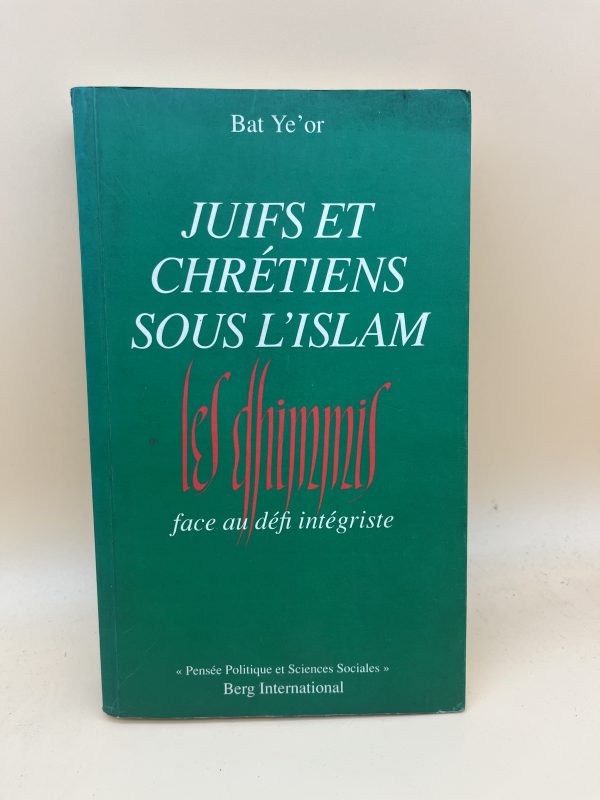 Bat Ye'or
JUIFS ET
CHRÉTIENS
SOUS L'ISLAM
les dhimmis
face au défi intégriste
« Pensée Politique et Sciences Sociales »
Berg International